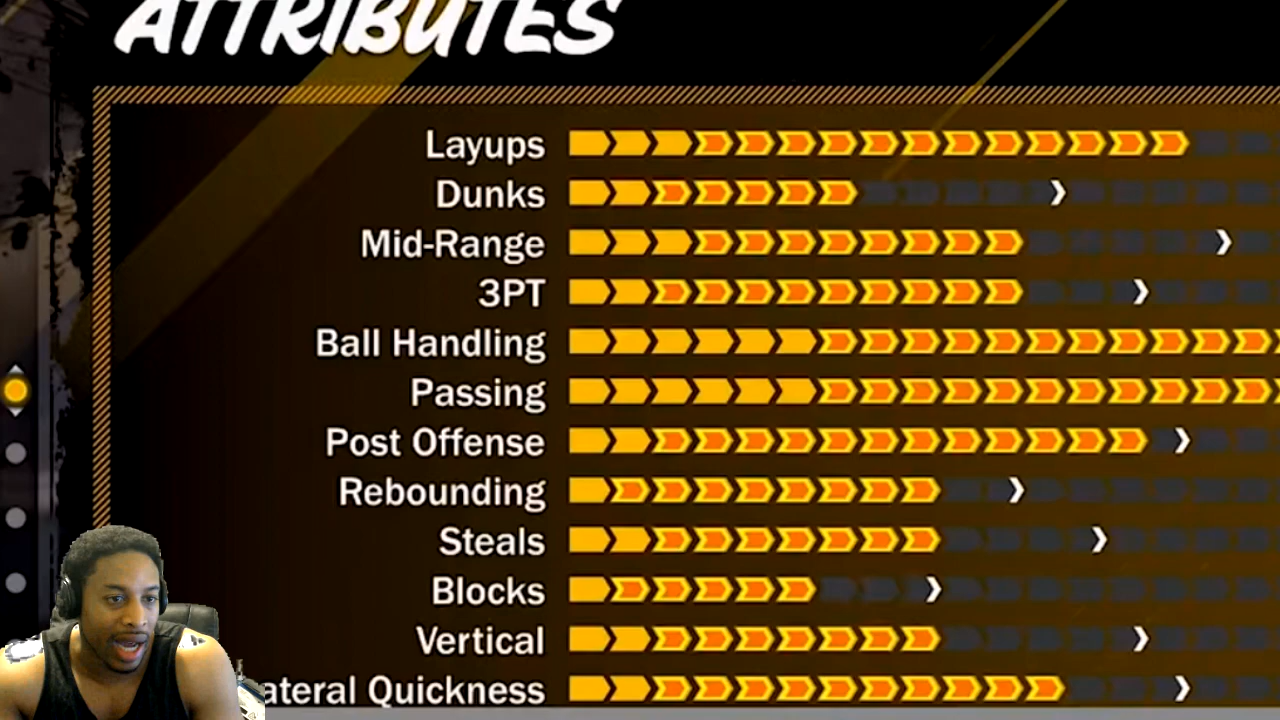 ATTRIBUTES
Layups
Dunks
Mid-Range
3PT
Ball Handling
Passing
Post Offense
Rebounding
Steals
Blocks
Vertical
ateral Quickness